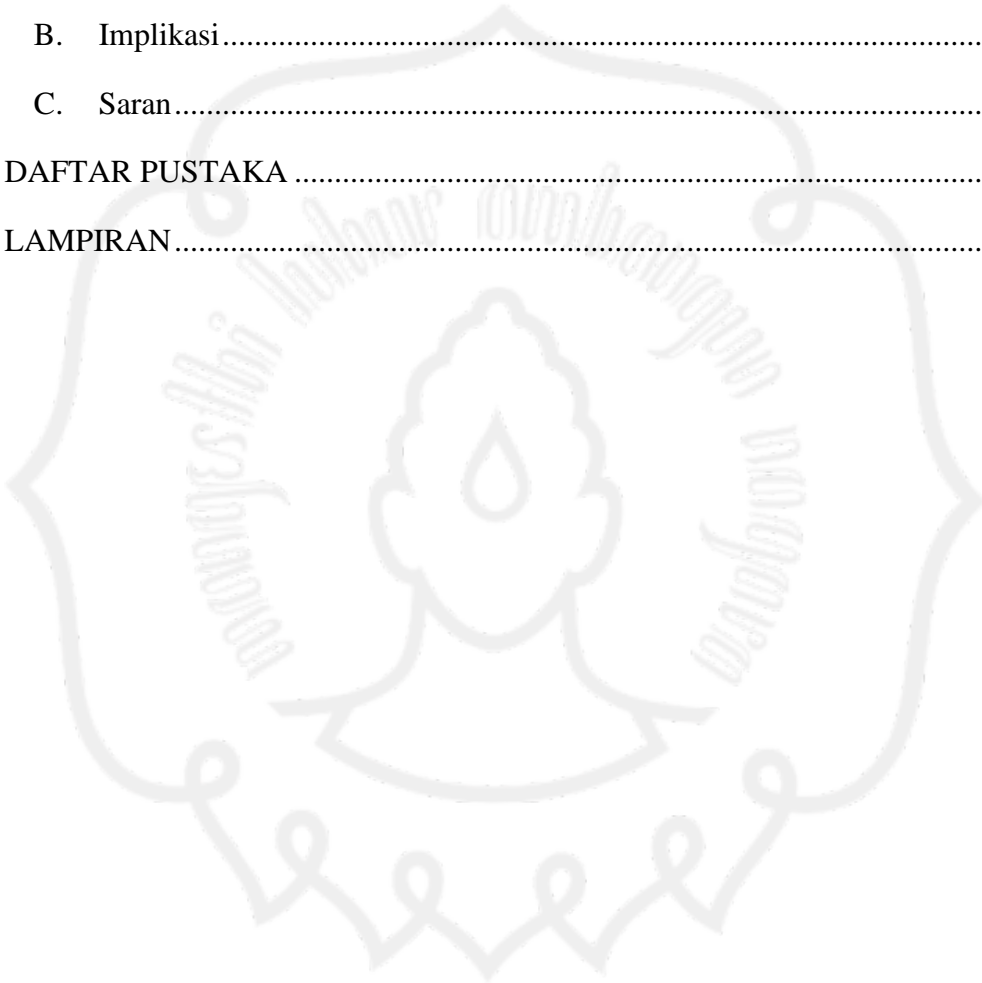 B. Implikasi........................................................................................................
C. Saran..............................................................................................................
DAFTAR PUSTAKA ..............................................................................................
LAMPIRAN..............................................................................................................